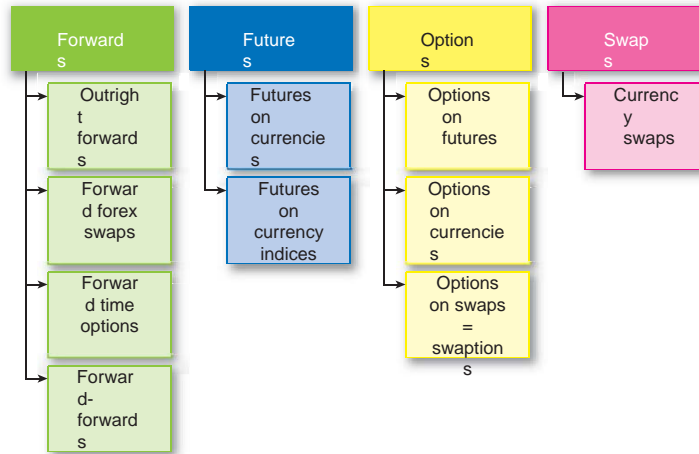 Forward
s
Outrigh
t
forward
s
Forwar
d forex
swaps
Forwar
d time
options
Forwar
d-
forward
s
Future
s
Futures
on
currencie
s
Futures
on
currency
indices
Option
s
Options
on
futures
Options
on
currencie
s
Options
on swaps
=
swaption
s
Swap
s
Currenc
y
swaps